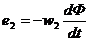 e₂ = −w₂ dΦ/dt